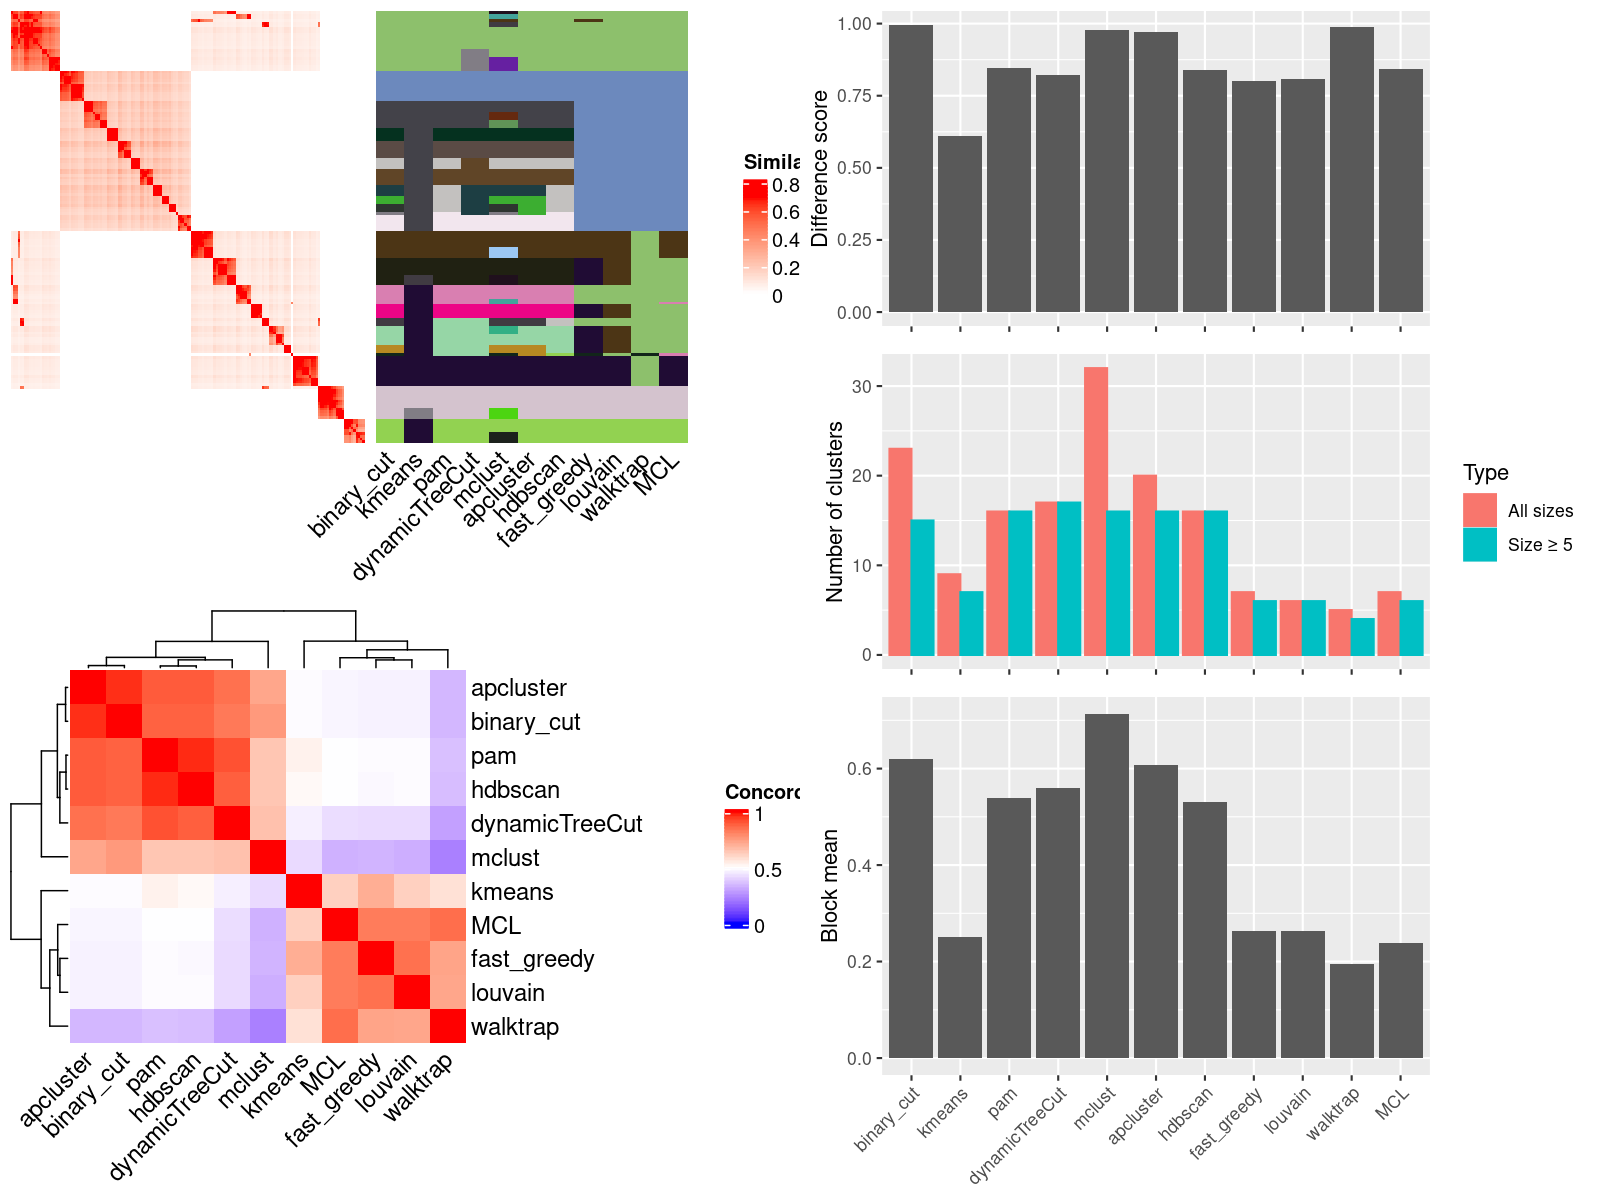 Simila
0.8
0.6
0.4
0.2
0
binary_cut
kmeans
pam
dynamicTreeCut
mclust
apcluster
hdbscan
fast_greedy
louvain
walktrap
MCL
apcluster
binary_cut
pam
hdbscan
dynamicTreeCut
mclust
kmeans
MCL
fast_greedy
louvain
walktrap
apcluster
binary_cut
pam
hdbscan
dynamicTreeCut
mclust
kmeans
MCL
fast_greedy
louvain
walktrap
Concord
1
0.5
0
Difference score
1.00
0.75
0.50
0.25
0.00
Number of clusters
30
20
10
0
Type
All sizes
Size ≥ 5
Block mean
0.6
0.4
0.2
0.0
binary_cut
kmeans
pam
dynamicTreeCut
mclust
apcluster
hdbscan
fast_greedy
louvain
walktrap
MCL